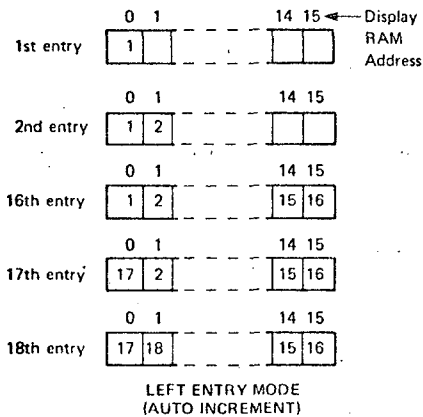 0 1 14 15 Display
RAM
Address
1st entry 1
0 1 14 15
2nd entry 1 2
0 1 14 15
16th entry 1 2 15 16
0 1 14 15
17th entry 17 2 15 16
0 1 14 15
18th entry 17 18 15 16
LEFT ENTRY MODE
(AUTO INCREMENT)